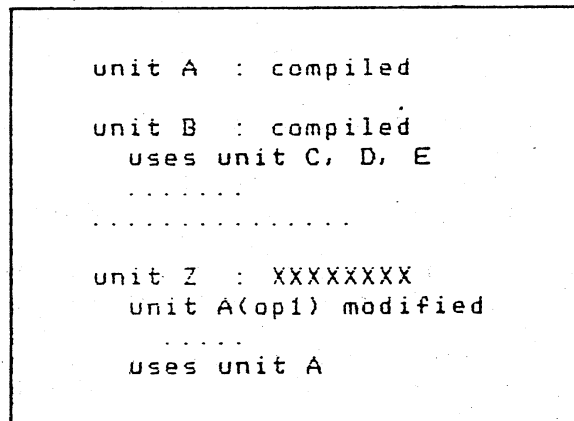 unit A : compiled
unit B : compiled
uses unit C, D, E
.......
...............
unit Z : XXXXXXXX
unit A(op1) modified
.....
uses unit A